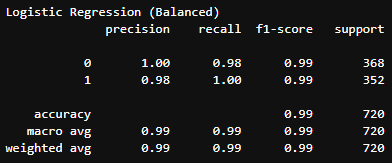 Logistic Regression (Balanced)
precision recall f1-score support
0 1.00 0.98 0.99 368
1 0.98 1.00 0.99 352
accuracy 0.99 720
macro avg 0.99 0.99 0.99 720
weighted avg 0.99 0.99 0.99 720